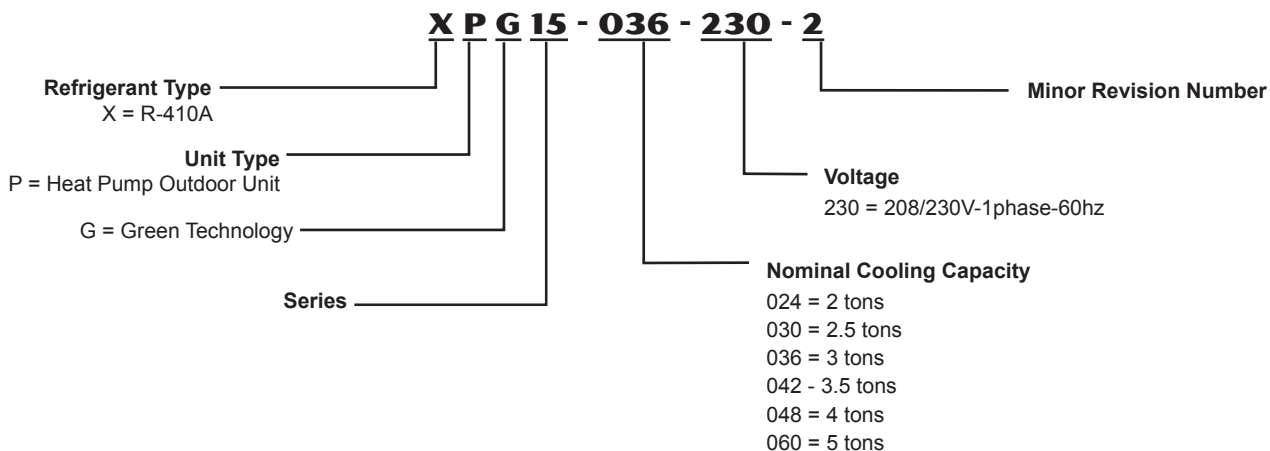 X P G 15 - 036 - 230 - 2
Refrigerant Type
X = R-410A
Unit Type
P = Heat Pump Outdoor Unit
G = Green Technology
Series
Minor Revision Number
Voltage
230 = 208/230V-1phase-60hz
Nominal Cooling Capacity
024 = 2 tons
030 = 2.5 tons
036 = 3 tons
042 - 3.5 tons
048 = 4 tons
060 = 5 tons